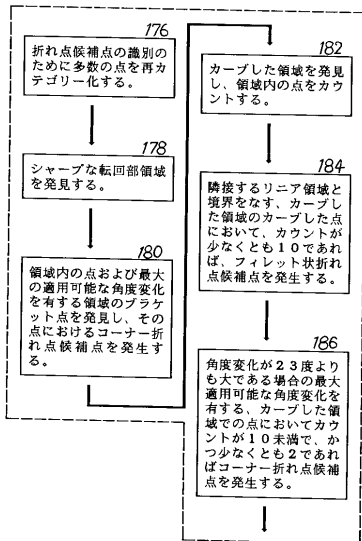 176
折れ点候補点の識別
のために多数の点を再カ
テゴリー化する。
178
シャープな転回部領域
を発見する。
180
領域内の点および最大
の適用可能な角度変化
を有する領域のブラケッ
ト点を発見し、その
点におけるコーナー折
れ点候補点を発生す
る。
182
カーブした領域を発見
し、領域内の点をカウ
ントする。
184
隣接するリニア領域と
境界をなす、カーブし
た領域のカーブした点
において、カウントが
少なくとも10であれ
ば、フィレット状折れ
点候補点を発生する。
186
角度変化が23度より
も大である場合の最大
適用可能な角度変化を
有する、カーブした領
域での点においてカウ
ントが10未満で、か
つ少なくとも2であれ
ばコーナー折れ点候補
点を発生する。